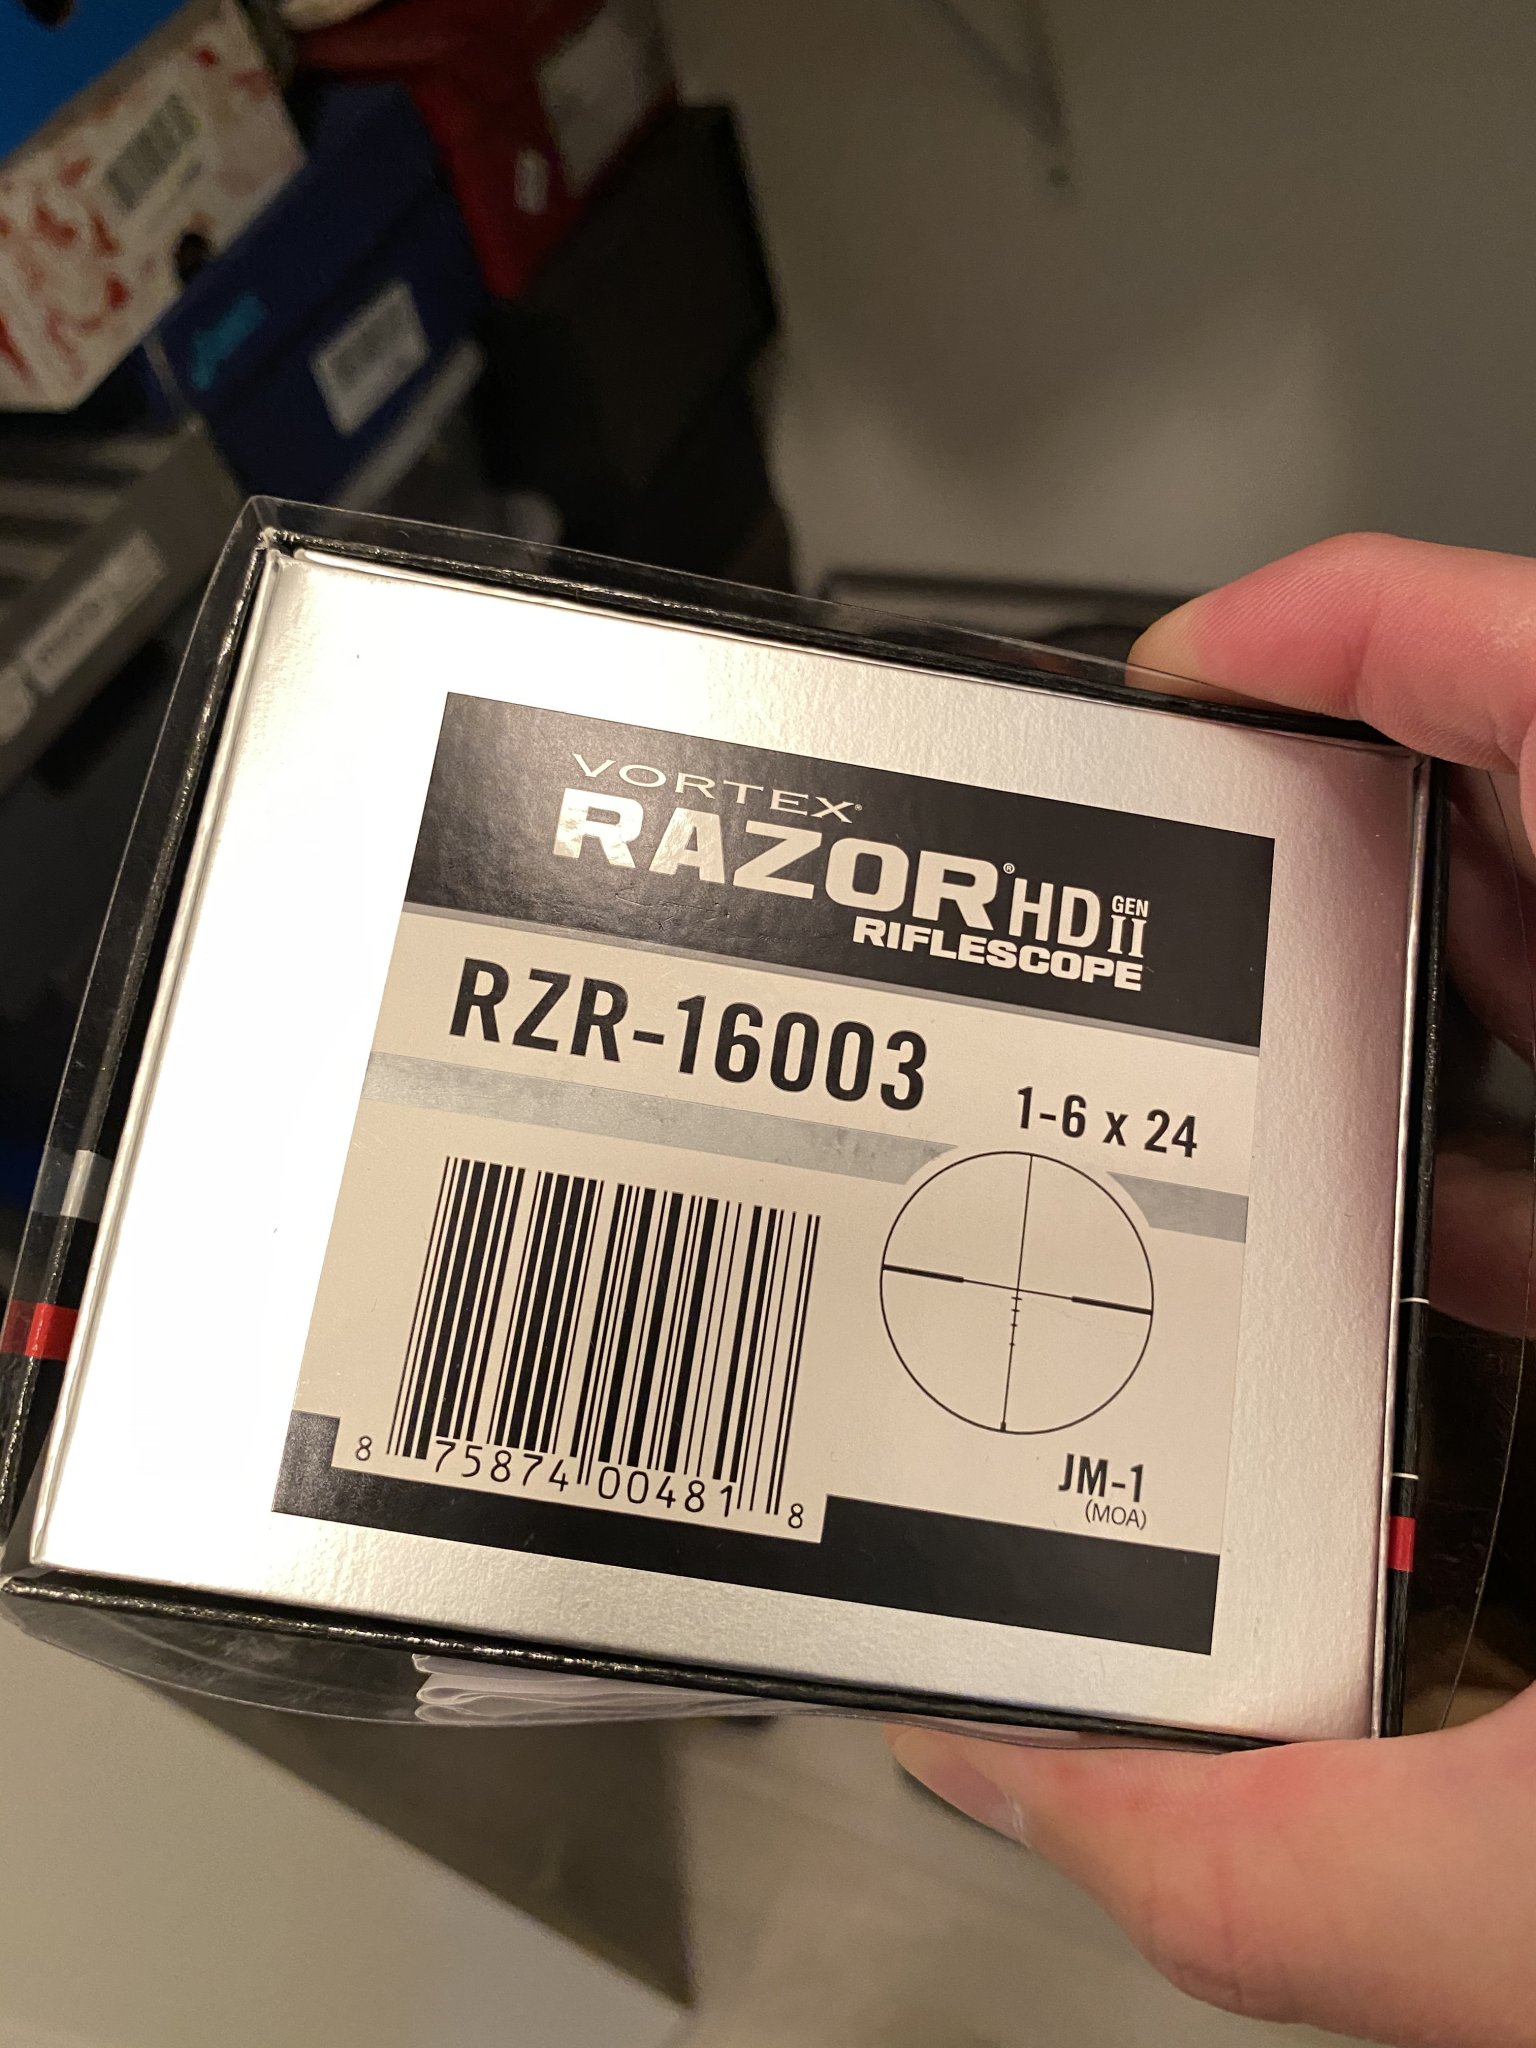 VORTEX®
RAZOR® HD GEN II
RIFLESCOPE
RZR-16003
1-6 x 24
8 75874 00481 8
JM-1
(MOA)